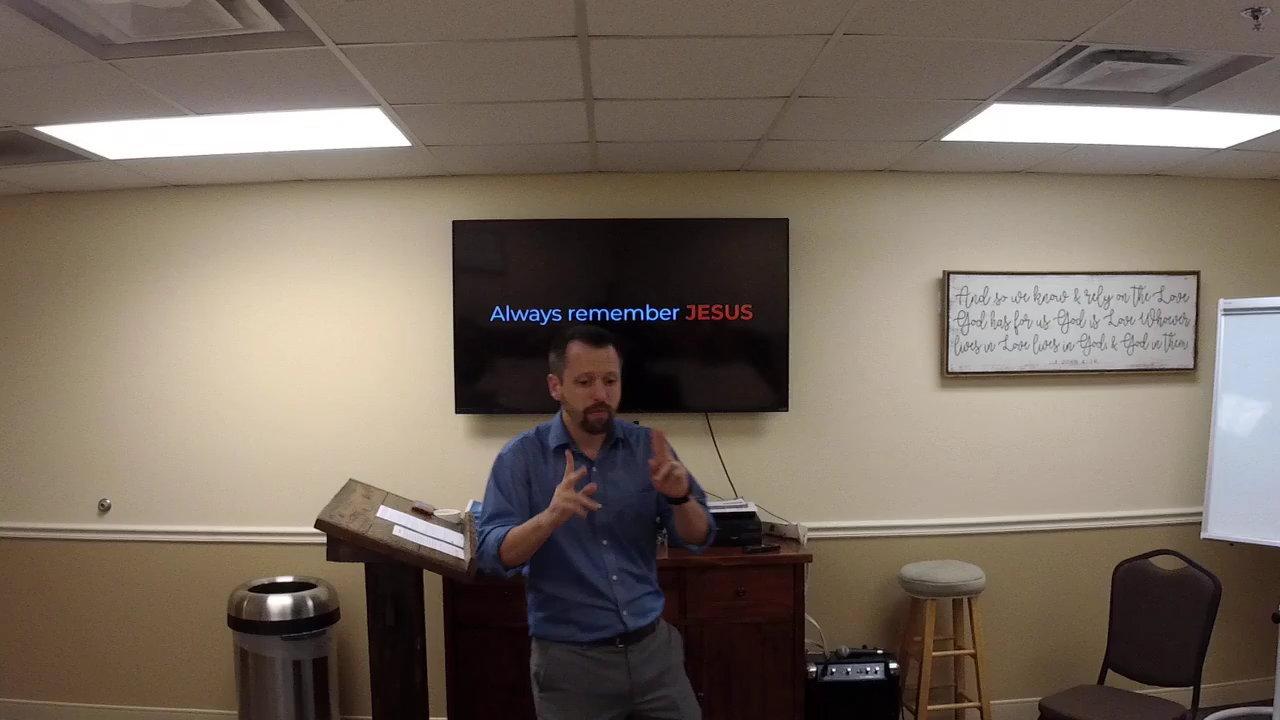 Always remember JESUS
And so we know & rely on the Love
God has for us God is Love Whoever
lives in Love lives in God, & God in them